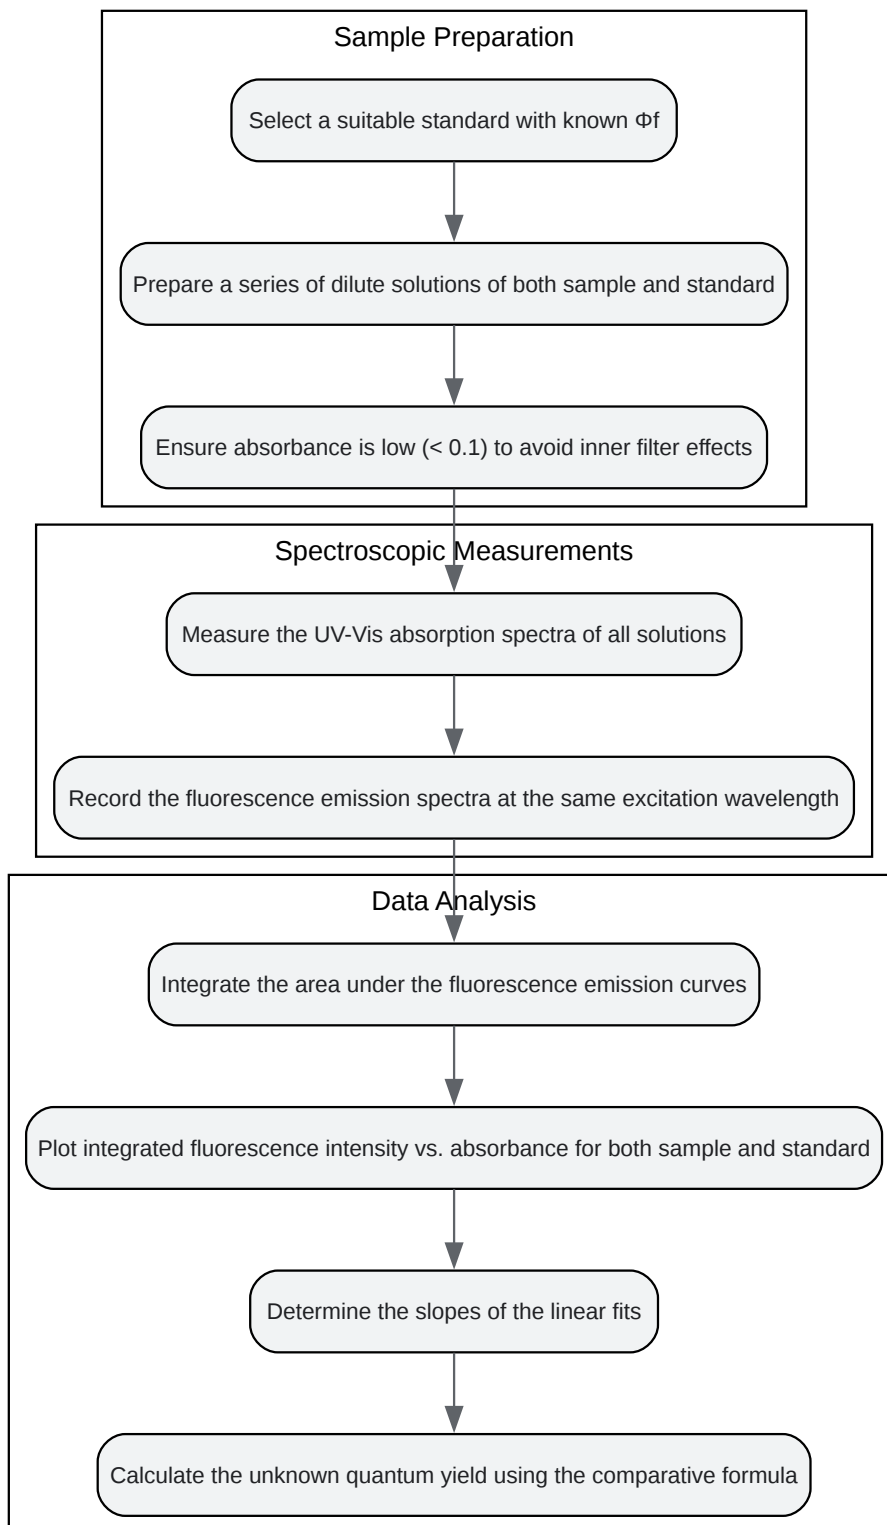 Sample Preparation
Select a suitable standard with known Φf
Prepare a series of dilute solutions of both sample and standard
Ensure absorbance is low (< 0.1) to avoid inner filter effects
Spectroscopic Measurements
Measure the UV-Vis absorption spectra of all solutions
Record the fluorescence emission spectra at the same excitation wavelength
Data Analysis
Integrate the area under the fluorescence emission curves
Plot integrated fluorescence intensity vs. absorbance for both sample and standard
Determine the slopes of the linear fits
Calculate the unknown quantum yield using the comparative formula